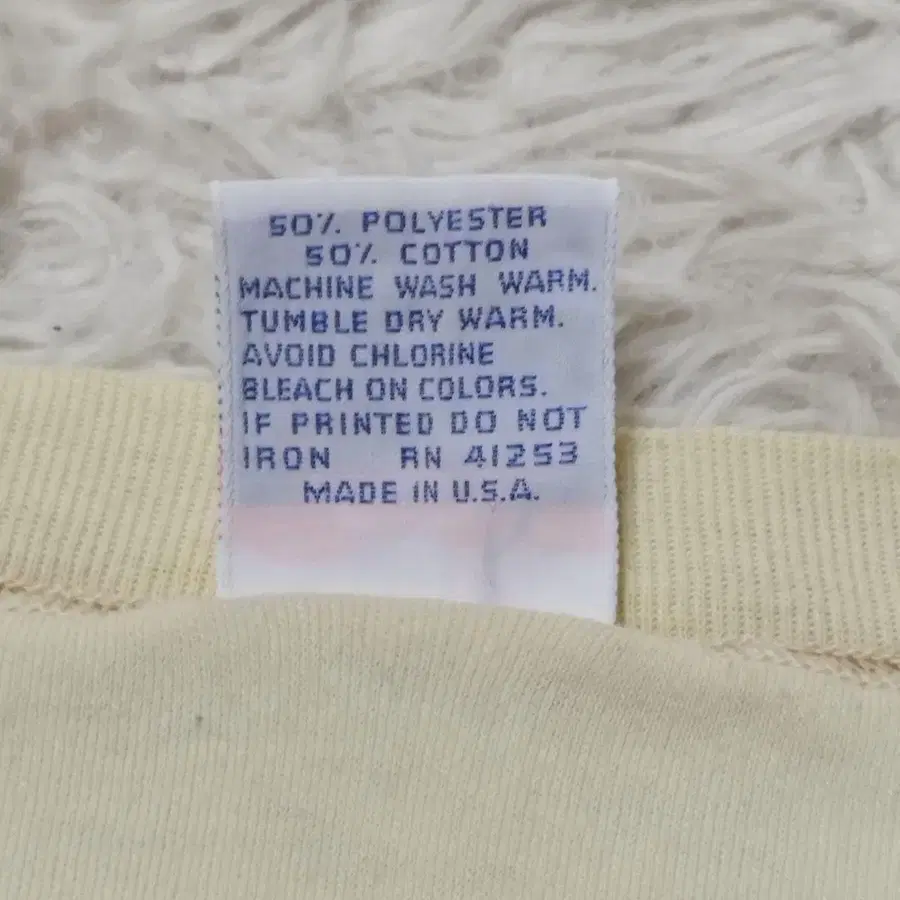 50% POLYESTER
50% COTTON
MACHINE WASH WARM.
TUMBLE DRY WARM.
AVOID CHLORINE
BLEACH ON COLORS.
IF PRINTED DO NOT
IRON RN 41253
MADE IN U.S.A.